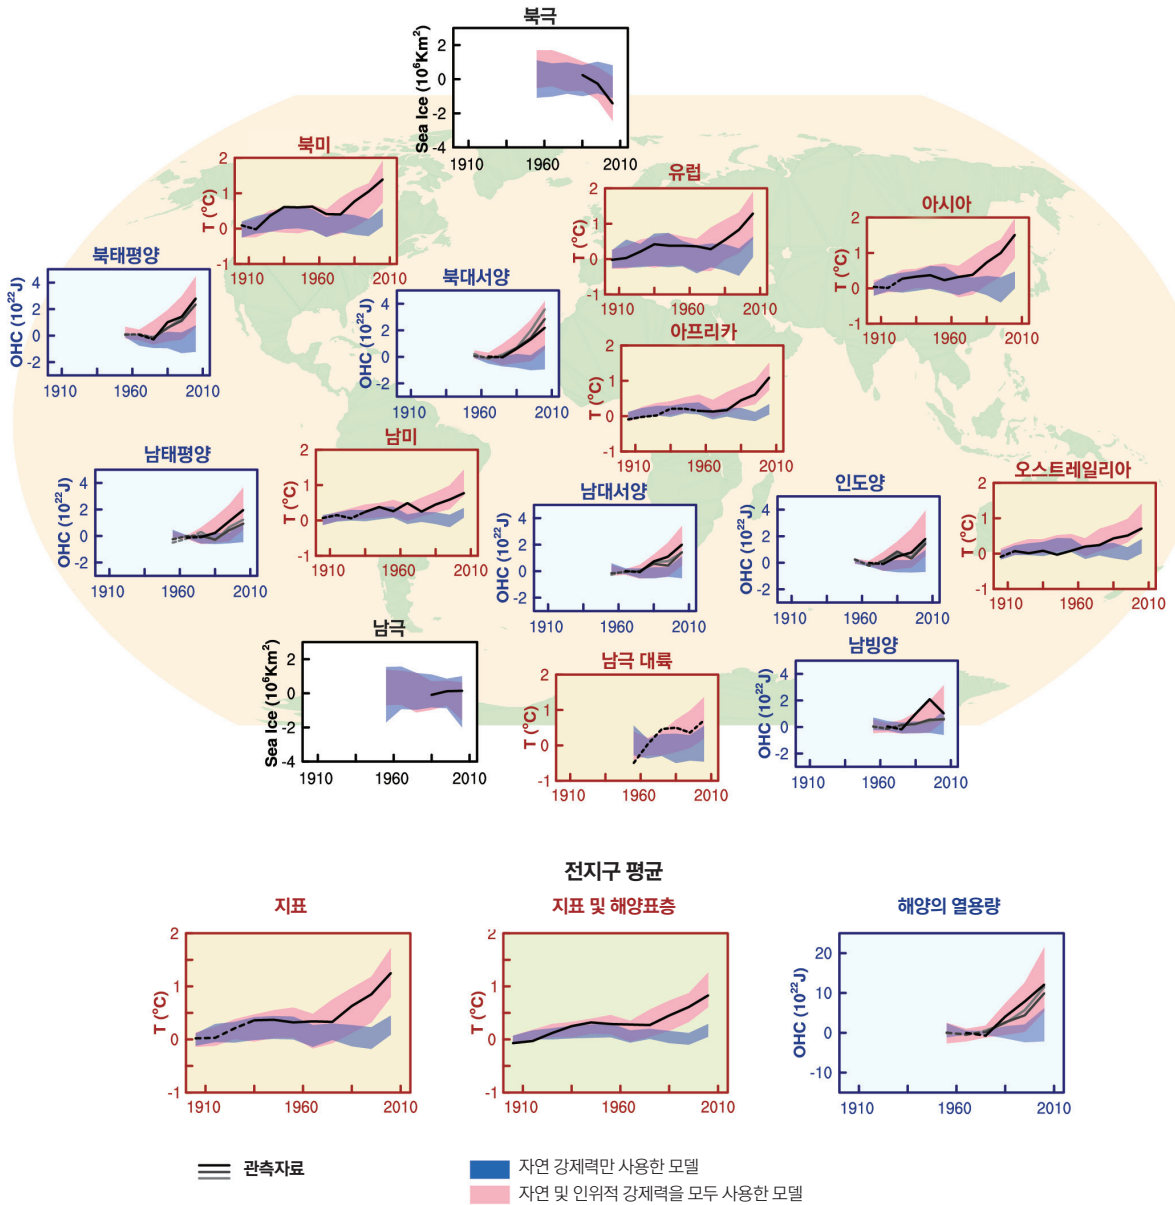 북극
Sea Ice (10⁶Km²)
2
0
-2
-4
1910 1960 2010
북미
T (°C)
2
1
0
-1
1910 1960 2010
유럽
T (°C)
2
1
0
-1
1910 1960 2010
아시아
T (°C)
2
1
0
-1
1910 1960 2010
북태평양
OHC (10²²J)
4
2
0
-2
1910 1960 2010
북대서양
OHC (10²²J)
4
2
0
-2
1910 1960 2010
아프리카
T (°C)
2
1
0
-1
1910 1960 2010
남태평양
OHC (10²²J)
4
2
0
-2
1910 1960 2010
남미
T (°C)
2
1
0
-1
1910 1960 2010
남대서양
OHC (10²²J)
4
2
0
-2
1910 1960 2010
인도양
OHC (10²²J)
4
2
0
-2
1910 1960 2010
오스트레일리아
T (°C)
2
1
0
-1
1910 1960 2010
남극
Sea Ice (10⁶Km²)
2
0
-2
-4
1910 1960 2010
남극 대륙
T (°C)
2
1
0
-1
1910 1960 2010
남빙양
OHC (10²²J)
4
2
0
-2
1910 1960 2010
전지구 평균
지표
T (°C)
2
1
0
-1
1910 1960 2010
지표 및 해양표층
T (°C)
2
1
0
-1
1910 1960 2010
해양의 열용량
OHC (10²²J)
20
10
0
-10
1910 1960 2010
관측자료
자연 강제력만 사용한 모델
자연 및 인위적 강제력을 모두 사용한 모델